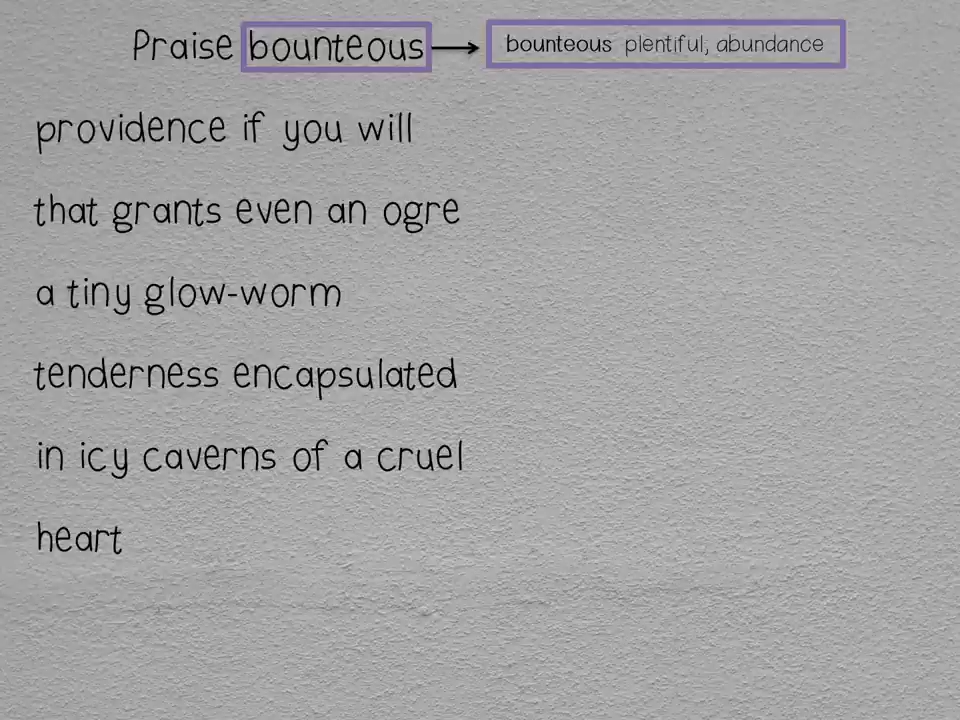 Praise bounteous → bounteous plentiful; abundance
providence if you will
that grants even an ogre
a tiny glow-worm
tenderness encapsulated
in icy caverns of a cruel
heart